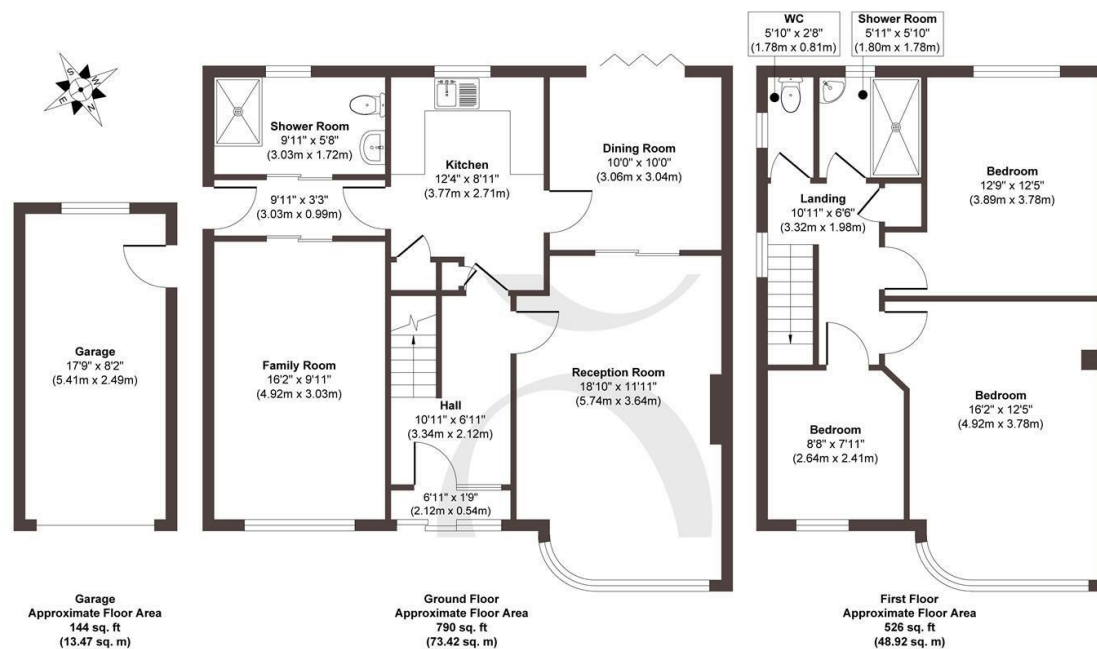 WC
5'10" x 2'8"
(1.78m x 0.81m)
Shower Room
5'11" x 5'10"
(1.80m x 1.78m)
S
W
E
N
Shower Room
9'11" x 5'8"
(3.03m x 1.72m)
Kitchen
12'4" x 8'11"
(3.77m x 2.71m)
Dining Room
10'0" x 10'0"
(3.06m x 3.04m)
Bedroom
12'9" x 12'5"
(3.89m x 3.78m)
9'11" x 3'3"
(3.03m x 0.99m)
Landing
10'11" x 6'6"
(3.32m x 1.98m)
Garage
17'9" x 8'2"
(5.41m x 2.49m)
Family Room
16'2" x 9'11"
(4.92m x 3.03m)
Hall
10'11" x 6'11"
(3.34m x 2.12m)
Reception Room
18'10" x 11'11"
(5.74m x 3.64m)
Bedroom
8'8" x 7'11"
(2.64m x 2.41m)
Bedroom
16'2" x 12'5"
(4.92m x 3.78m)
6'11" x 1'9"
(2.12m x 0.54m)
Garage
Approximate Floor Area
144 sq. ft
(13.47 sq. m)
Ground Floor
Approximate Floor Area
790 sq. ft
(73.42 sq. m)
First Floor
Approximate Floor Area
526 sq. ft
(48.92 sq. m)